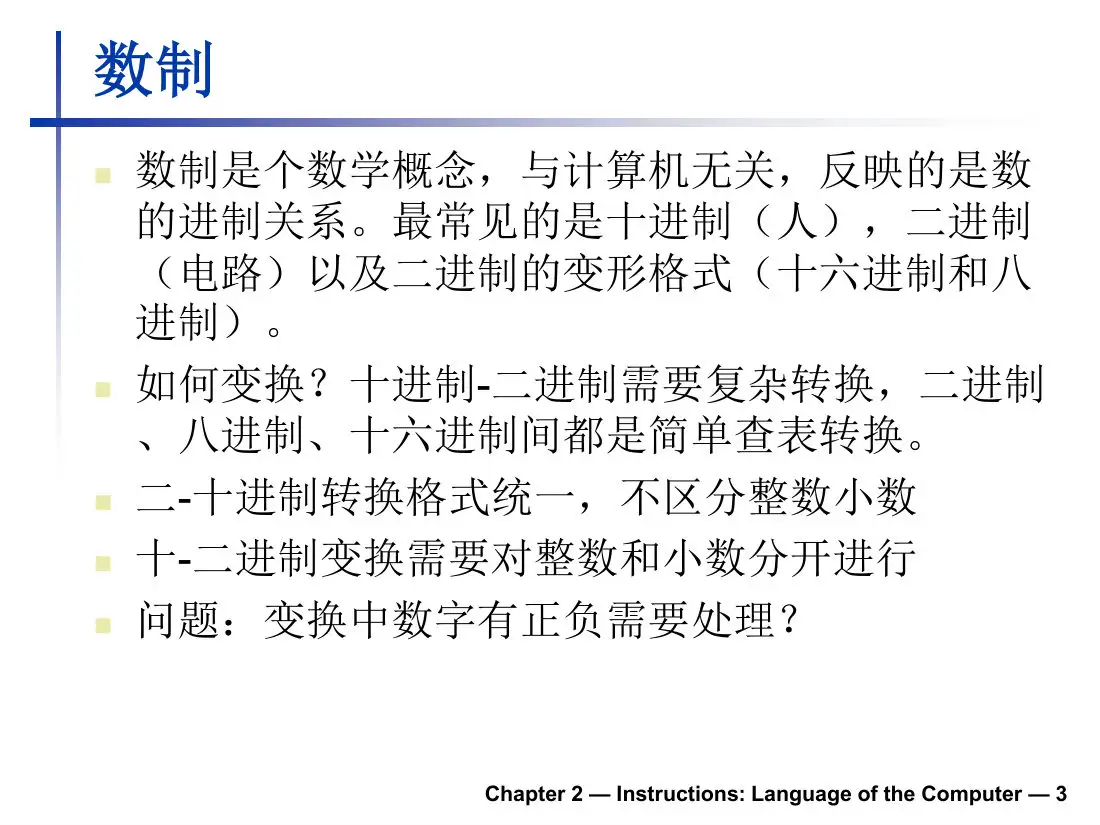 数制
数制是个数学概念，与计算机无关，反映的是数
的进制关系。最常见的是十进制（人），二进制
（电路）以及二进制的变形格式（十六进制和八
进制）。
如何变换？十进制-二进制需要复杂转换，二进制
、八进制、十六进制间都是简单查表转换。
二-十进制转换格式统一，不区分整数小数
十-二进制变换需要对整数和小数分开进行
问题：变换中数字有正负需要处理？
Chapter 2 — Instructions: Language of the Computer — 3